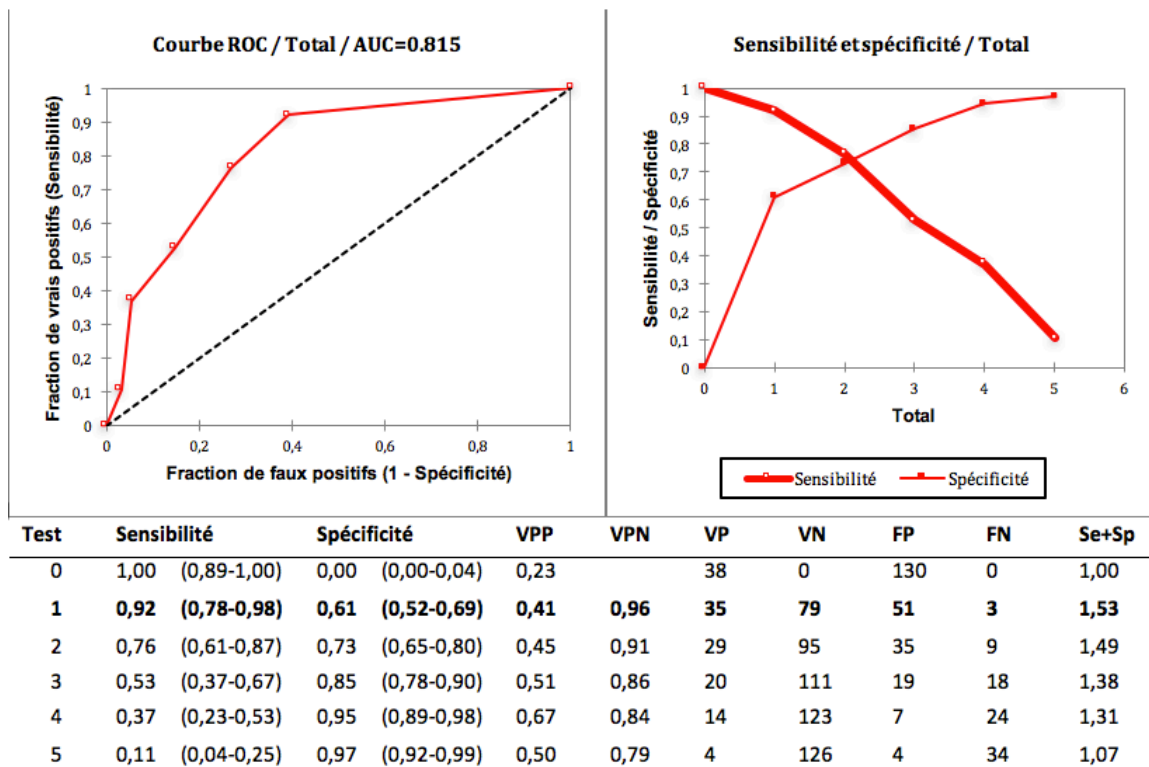 Courbe ROC / Total / AUC=0.815
Fraction de vrais positifs (Sensibilité)
1
0,9
0,8
0,7
0,6
0,5
0,4
0,3
0,2
0,1
0
0 0,2 0,4 0,6 0,8 1
Fraction de faux positifs (1 - Spécificité)
Sensibilité et spécificité / Total
Sensibilité / Spécificité
1
0,9
0,8
0,7
0,6
0,5
0,4
0,3
0,2
0,1
0
0 1 2 3 4 5 6
Total
Sensibilité Spécificité
Test Sensibilité Spécificité VPP VPN VP VN FP FN Se+Sp
0 1,00 (0,89-1,00) 0,00 (0,00-0,04) 0,23 38 0 130 0 1,00
1 0,92 (0,78-0,98) 0,61 (0,52-0,69) 0,41 0,96 35 79 51 3 1,53
2 0,76 (0,61-0,87) 0,73 (0,65-0,80) 0,45 0,91 29 95 35 9 1,49
3 0,53 (0,37-0,67) 0,85 (0,78-0,90) 0,51 0,86 20 111 19 18 1,38
4 0,37 (0,23-0,53) 0,95 (0,89-0,98) 0,67 0,84 14 123 7 24 1,31
5 0,11 (0,04-0,25) 0,97 (0,92-0,99) 0,50 0,79 4 126 4 34 1,07